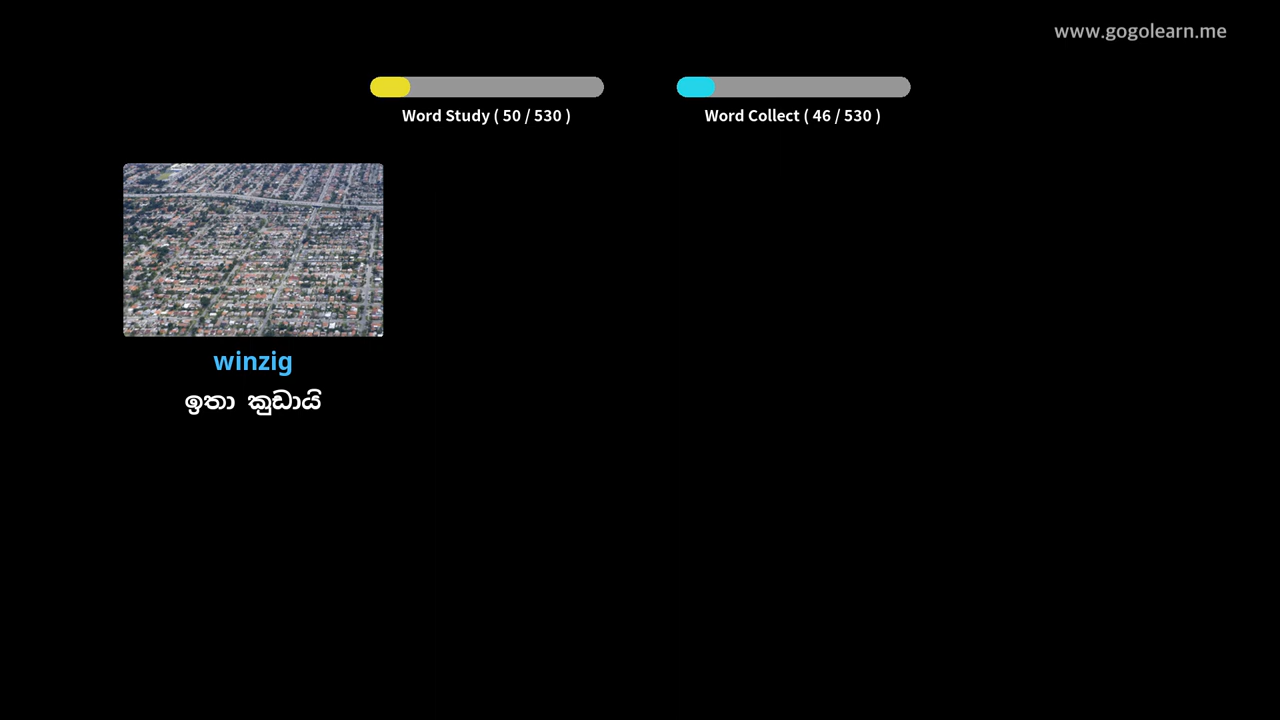 www.gogolearn.me
Word Study ( 50 / 530 )
Word Collect ( 46 / 530 )
winzig
ඉතා කුඩායි